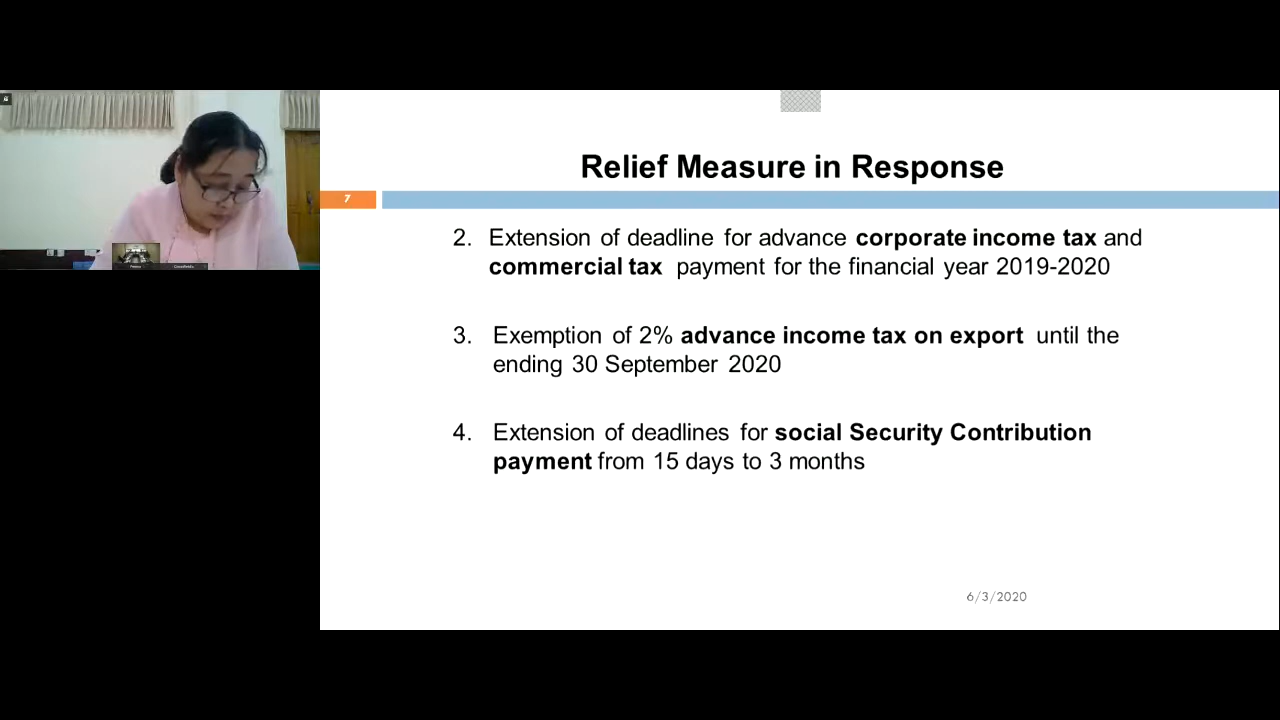 Relief Measure in Response
7
2. Extension of deadline for advance corporate income tax and
commercial tax payment for the financial year 2019-2020
3. Exemption of 2% advance income tax on export until the
ending 30 September 2020
4. Extension of deadlines for social Security Contribution
payment from 15 days to 3 months
6/3/2020